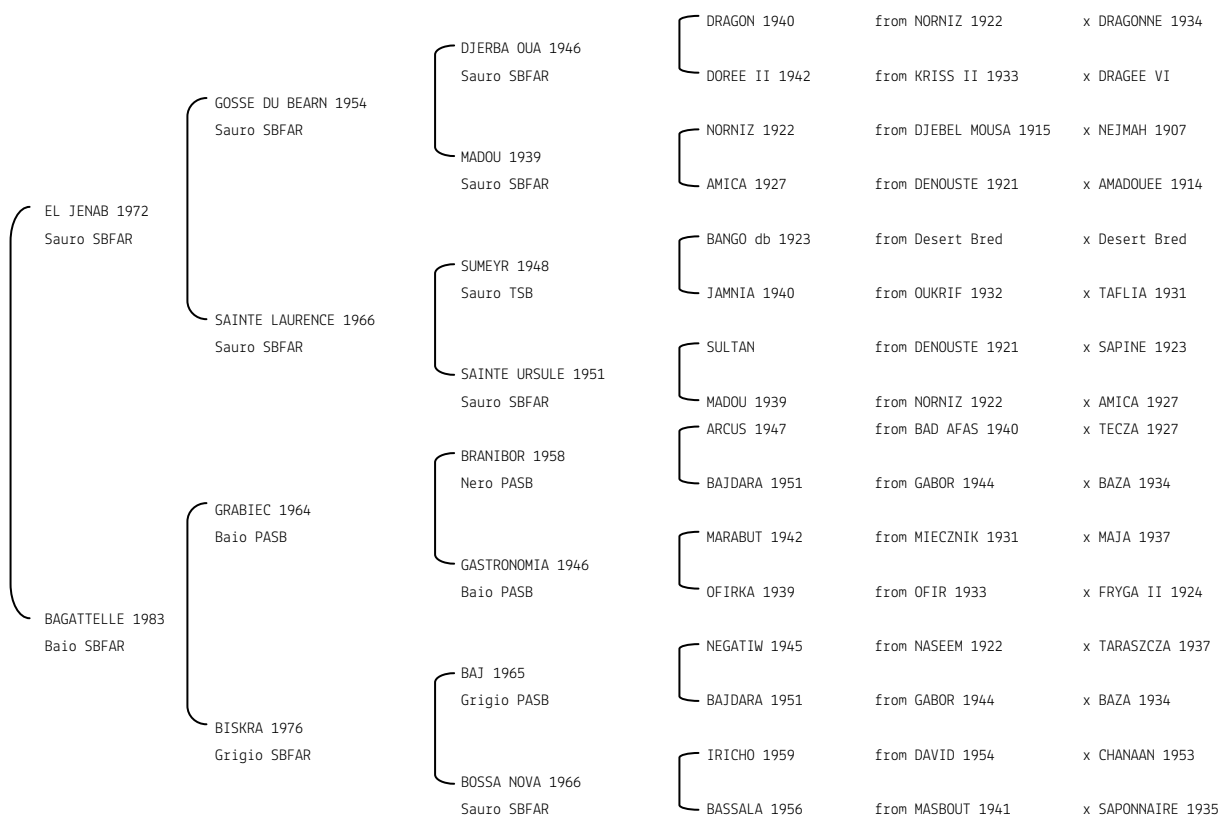 DRAGON 1940 from NORNIZ 1922 x DRAGONNE 1934
DJERBA OUA 1946
Sauro SBFAR
DOREE II 1942 from KRISS II 1933 x DRAGEE VI
GOSSE DU BEARN 1954
Sauro SBFAR
NORNIZ 1922 from DJEBEL MOUSA 1915 x NEJMAH 1907
MADOU 1939
Sauro SBFAR
AMICA 1927 from DENOUSTE 1921 x AMADOUEE 1914
EL JENAB 1972
Sauro SBFAR
BANGO db 1923 from Desert Bred x Desert Bred
SUMEYR 1948
Sauro TSB
JAMNIA 1940 from OUKRIF 1932 x TAFLIA 1931
SAINTE LAURENCE 1966
Sauro SBFAR
SULTAN from DENOUSTE 1921 x SAPINE 1923
SAINTE URSULE 1951
Sauro SBFAR
MADOU 1939 from NORNIZ 1922 x AMICA 1927
ARCUS 1947 from BAD AFAS 1940 x TECZA 1927
BRANIBOR 1958
Nero PASB
BAJDARA 1951 from GABOR 1944 x BAZA 1934
GRABIEC 1964
Baio PASB
MARABUT 1942 from MIECZNIK 1931 x MAJA 1937
GASTRONOMIA 1946
Baio PASB
OFIRKA 1939 from OFIR 1933 x FRYGA II 1924
BAGATTELLE 1983
Baio SBFAR
NEGATIW 1945 from NASEEM 1922 x TARASZCZA 1937
BAJ 1965
Grigio PASB
BAJDARA 1951 from GABOR 1944 x BAZA 1934
BISKRA 1976
Grigio SBFAR
IRICHO 1959 from DAVID 1954 x CHANAAN 1953
BOSSA NOVA 1966
Sauro SBFAR
BASSALA 1956 from MASBOUT 1941 x SAPONNAIRE 1935